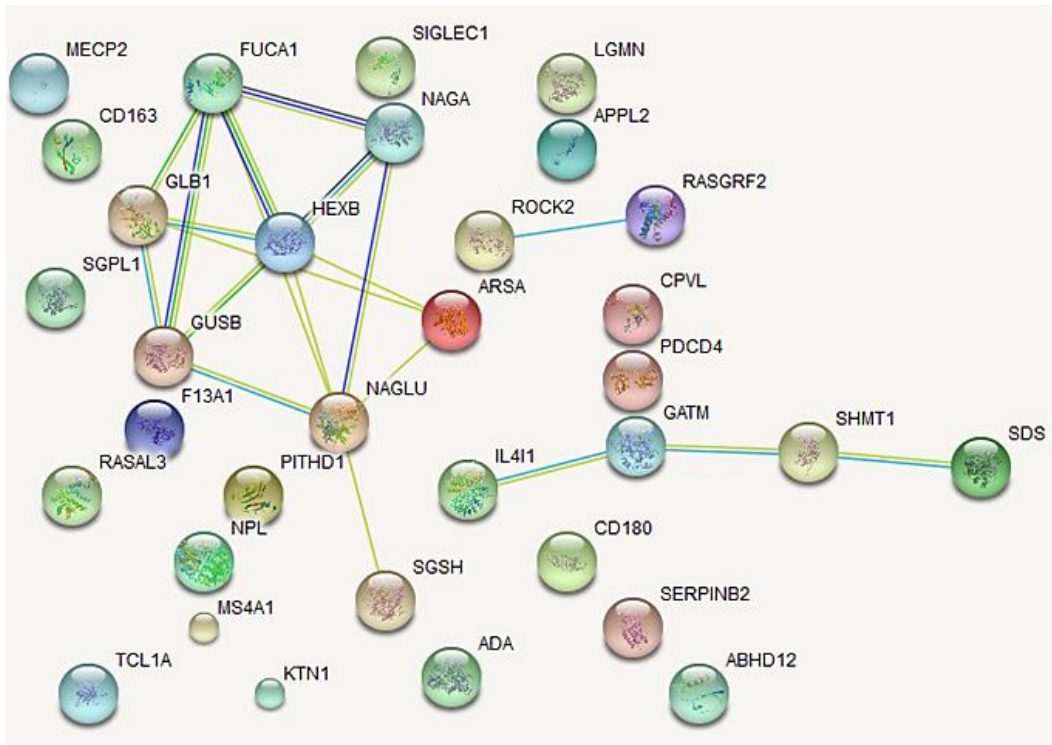 MECP2
FUCA1
SIGLEC1
LGMN
NAGA
CD163
APPL2
GLB1
RASGRF2
HEXB
ROCK2
SGPL1
ARSA
CPVL
GUSB
PDCD4
NAGLU
F13A1
GATM
SHMT1
SDS
RASAL3
PITHD1
IL4I1
NPL
CD180
SGSH
SERPINB2
MS4A1
ADA
TCL1A
KTN1
ABHD12